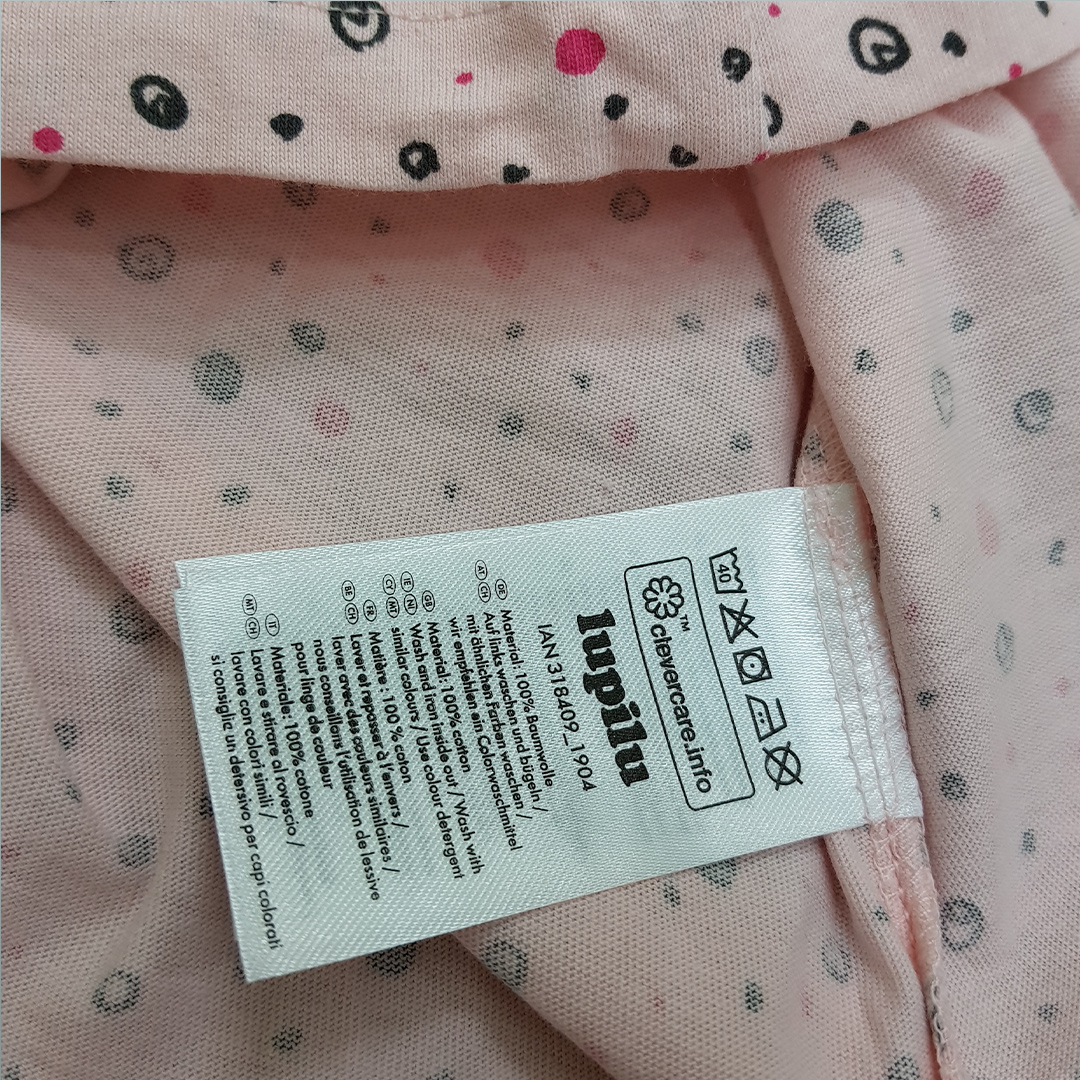 40
clevercare.info™
lupilu
IAN 318409_1904
DE Material: 100% Baumwolle
AT CH Auf links waschen und bügeln /
mit ähnlichen Farben waschen /
wir empfehlen ein Colorwaschmittel
GB Material: 100% cotton
IE NI Wash and iron inside out / Wash with
CY MT similar colours / Use colour detergent
FR Matière : 100 % coton
BE CH Laver et repasser à l'envers /
laver avec des couleurs similaires /
nous conseillons l'utilisation de lessive
pour linge de couleur
IT Materiale: 100% cotone
MT CH Lavare e stirare al rovescio /
lavare con colori simili /
si consiglia un detersivo per capi colorati